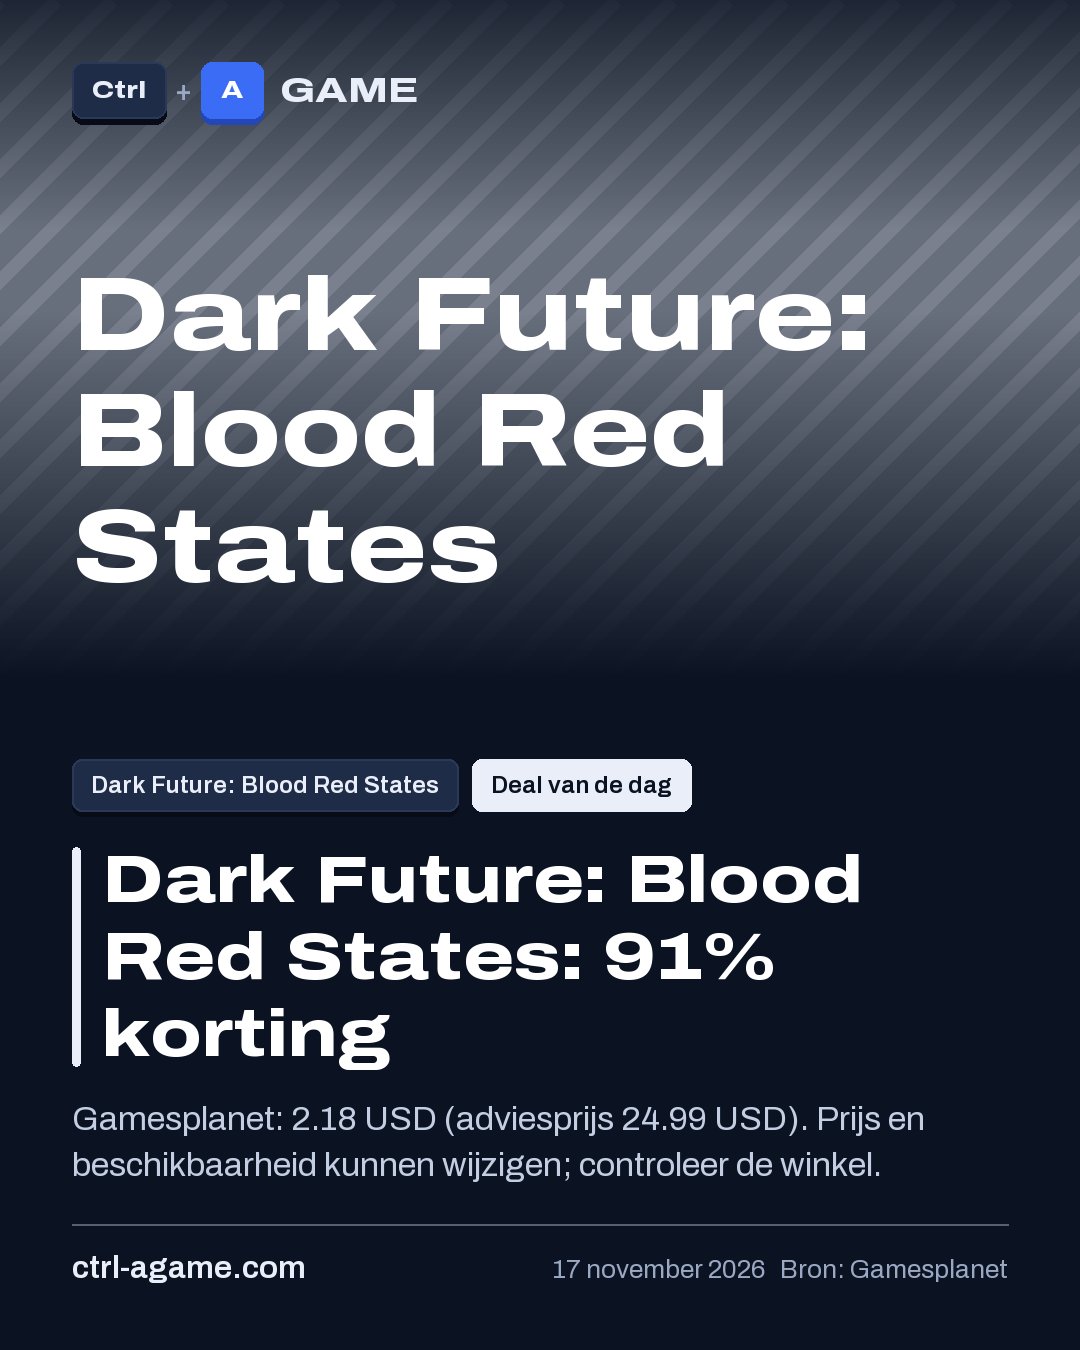 Ctrl + A GAME
Dark Future:
Blood Red
States
Dark Future: Blood Red States
Deal van de dag
Dark Future: Blood
Red States: 91%
korting
Gamesplanet: 2.18 USD (adviesprijs 24.99 USD). Prijs en
beschikbaarheid kunnen wijzigen; controleer de winkel.
ctrl-agame.com
17 november 2026 Bron: Gamesplanet